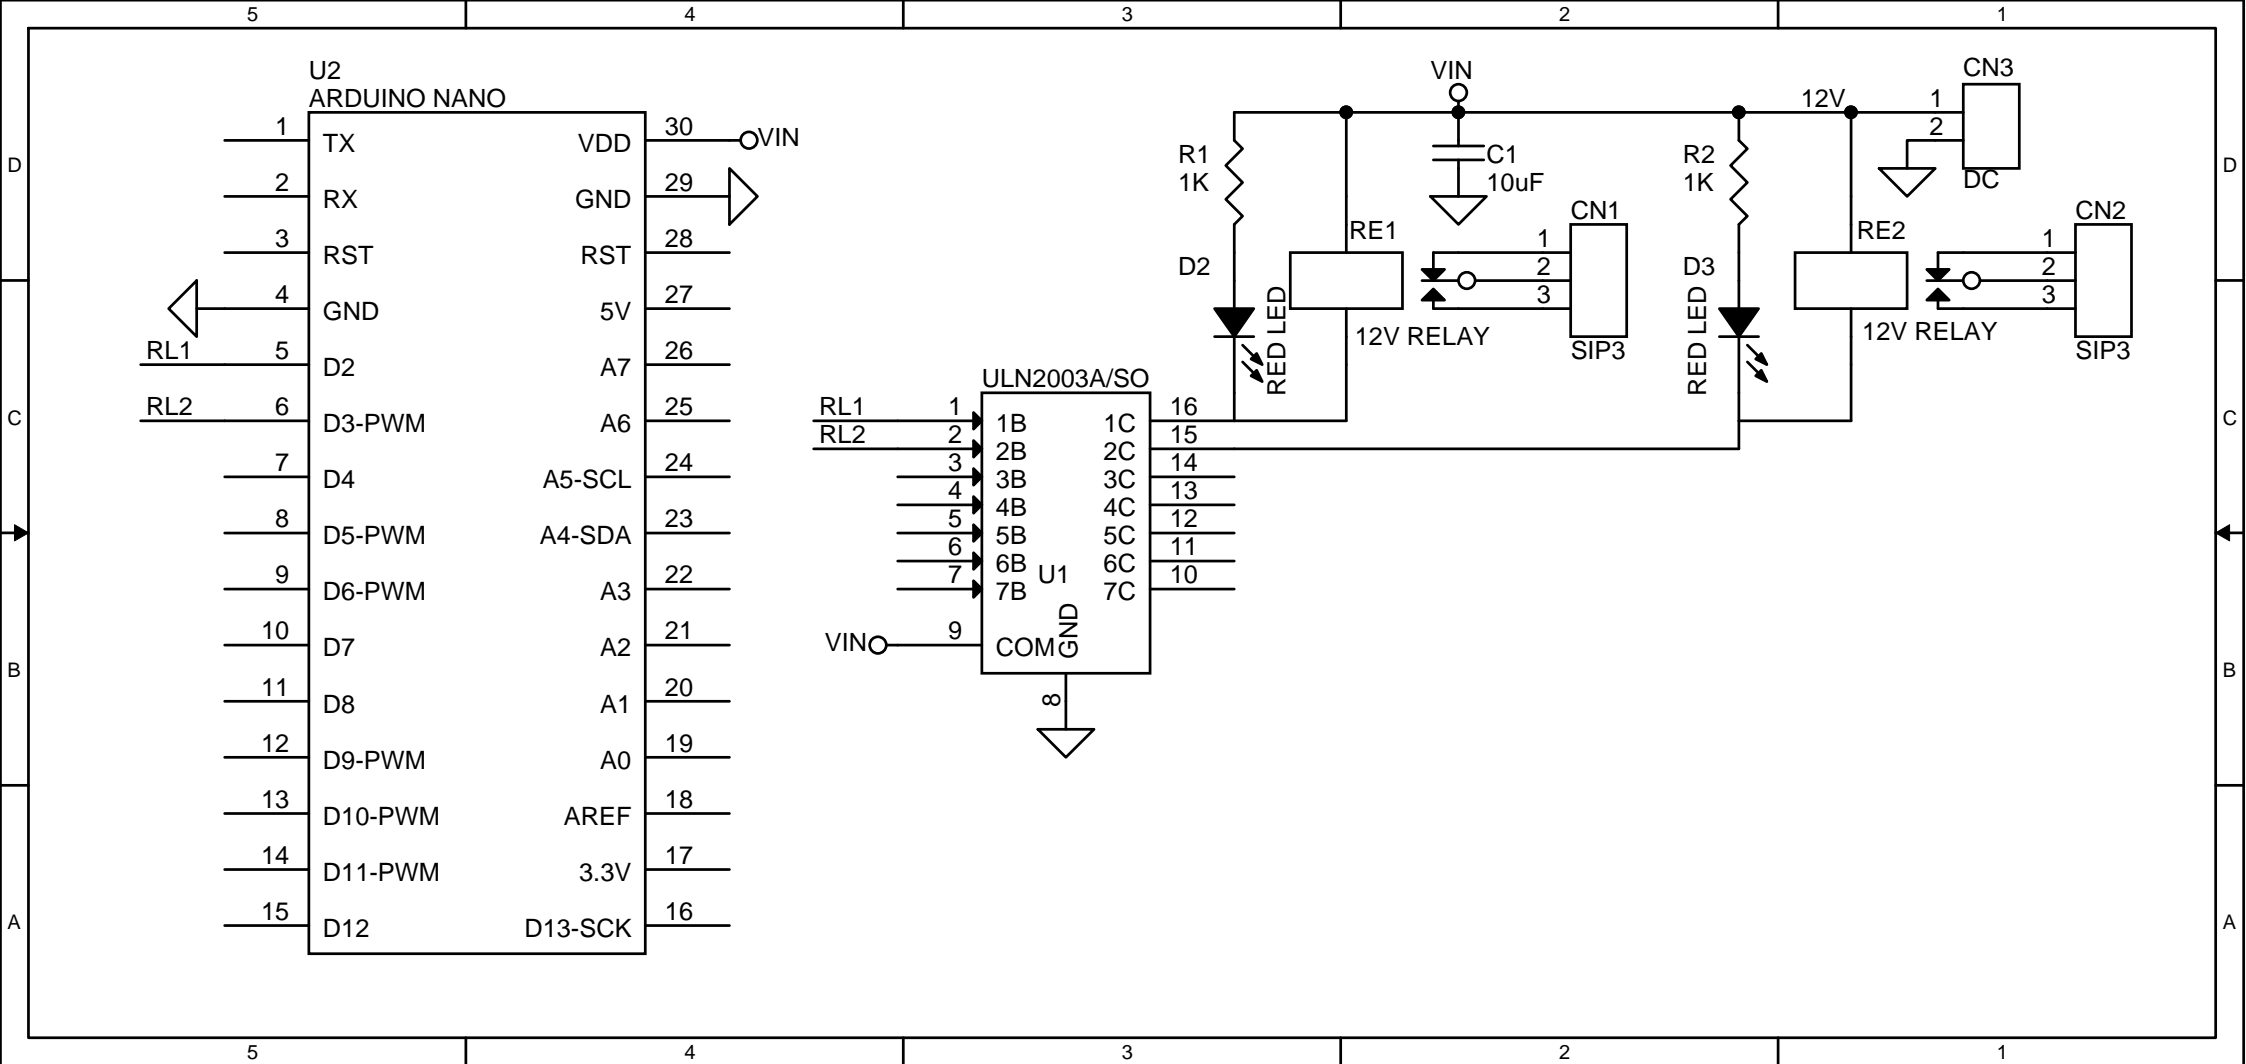 5 4 3 2 1
D
C
B
A
U2
ARDUINO NANO
1 TX
2 RX
3 RST
4 GND
RL1 5 D2
RL2 6 D3-PWM
7 D4
8 D5-PWM
9 D6-PWM
10 D7
11 D8
12 D9-PWM
13 D10-PWM
14 D11-PWM
15 D12
VDD 30 VIN
GND 29
RST 28
5V 27
A7 26
A6 25
A5-SCL 24
A4-SDA 23
A3 22
A2 21
A1 20
A0 19
AREF 18
3.3V 17
D13-SCK 16
ULN2003A/SO
RL1 1 1B
RL2 2 2B
3 3B
4 4B
5 5B
6 6B
7 7B
VIN 9 COM
U1
GND
8
1C 16
2C 15
3C 14
4C 13
5C 12
6C 11
7C 10
R1
1K
D2
RED LED
RE1
12V RELAY
VIN
C1
10uF
CN1
1
2
3
SIP3
R2
1K
D3
RED LED
12V
RE2
12V RELAY
CN3
1
2
DC
CN2
1
2
3
SIP3
D
C
B
A
5 4 3 2 1